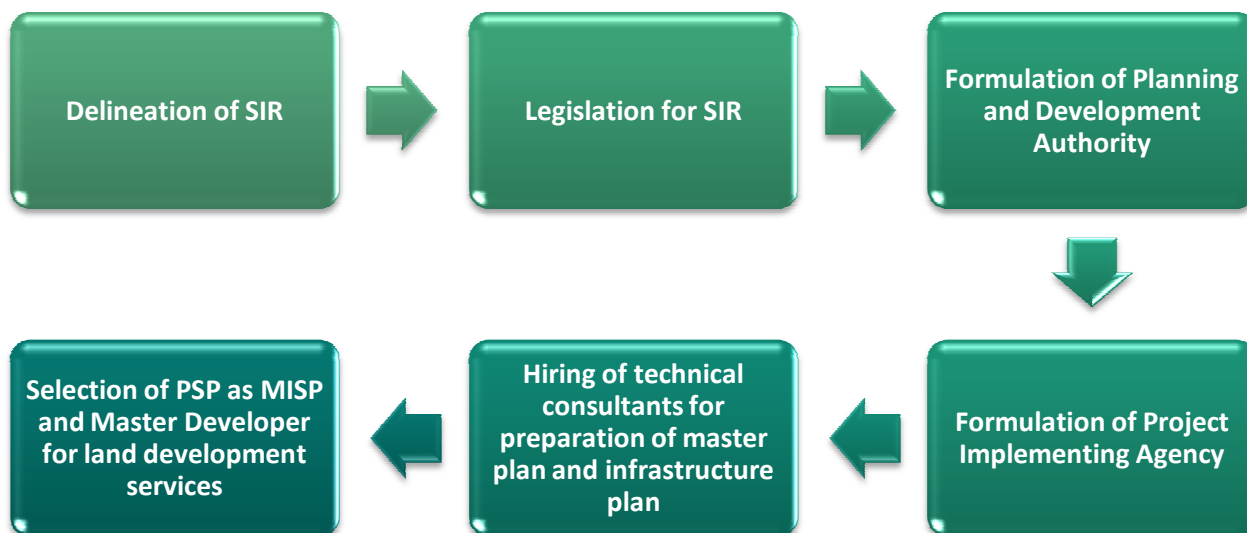 Delineation of SIR
Legislation for SIR
Formulation of Planning
and Development
Authority
Formulation of Project
Implementing Agency
Hiring of technical
consultants for
preparation of master
plan and infrastructure
plan
Selection of PSP as MISP
and Master Developer
for land development
services